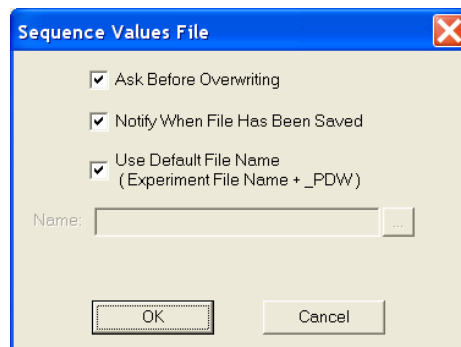 Sequence Values File
Ask Before Overwriting
Notify When File Has Been Saved
Use Default File Name
( Experiment File Name + _PDW )
Name:
...
OK
Cancel